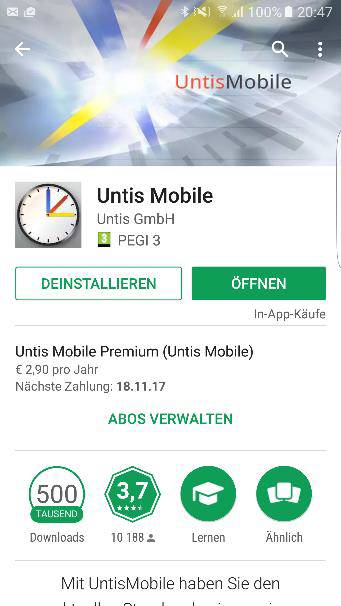 100% 20:47
UntisMobile
Untis Mobile
Untis GmbH
3 PEGI 3
DEINSTALLIEREN
ÖFFNEN
In-App-Käufe
Untis Mobile Premium (Untis Mobile)
€ 2,90 pro Jahr
Nächste Zahlung: 18.11.17
ABOS VERWALTEN
500
TAUSEND
3,7
Downloads
10 188
Lernen
Ähnlich
Mit UntisMobile haben Sie den